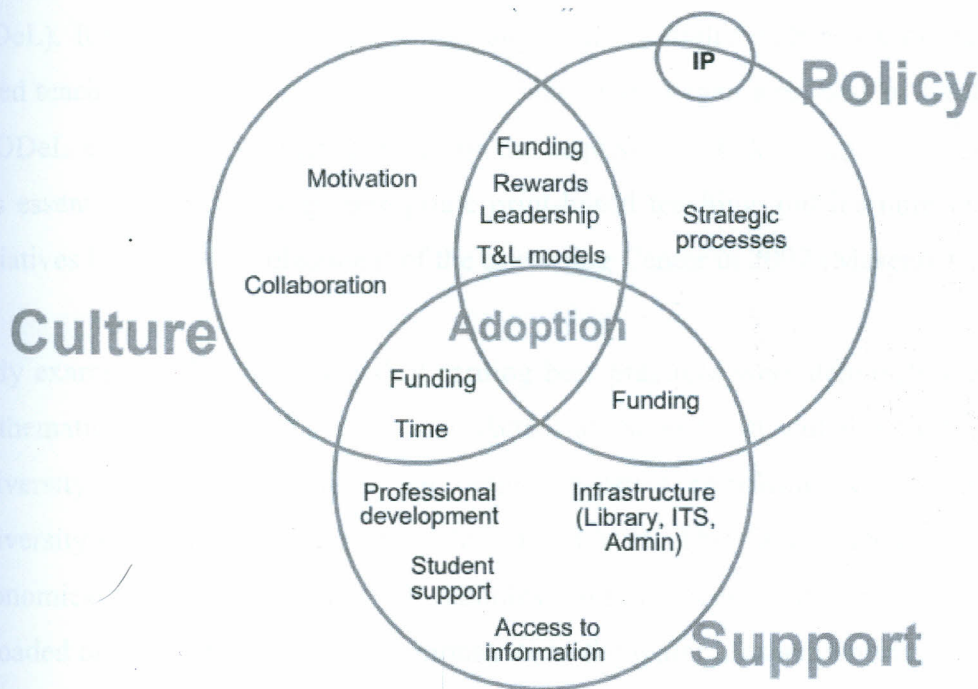 IP
Policy
Funding
Motivation
Rewards
Leadership
Strategic
processes
T&L models
Collaboration
Culture
Adoption
Funding
Funding
Time
Professional
development
Infrastructure
(Library, ITS,
Admin)
Student
support
Access to
information
Support